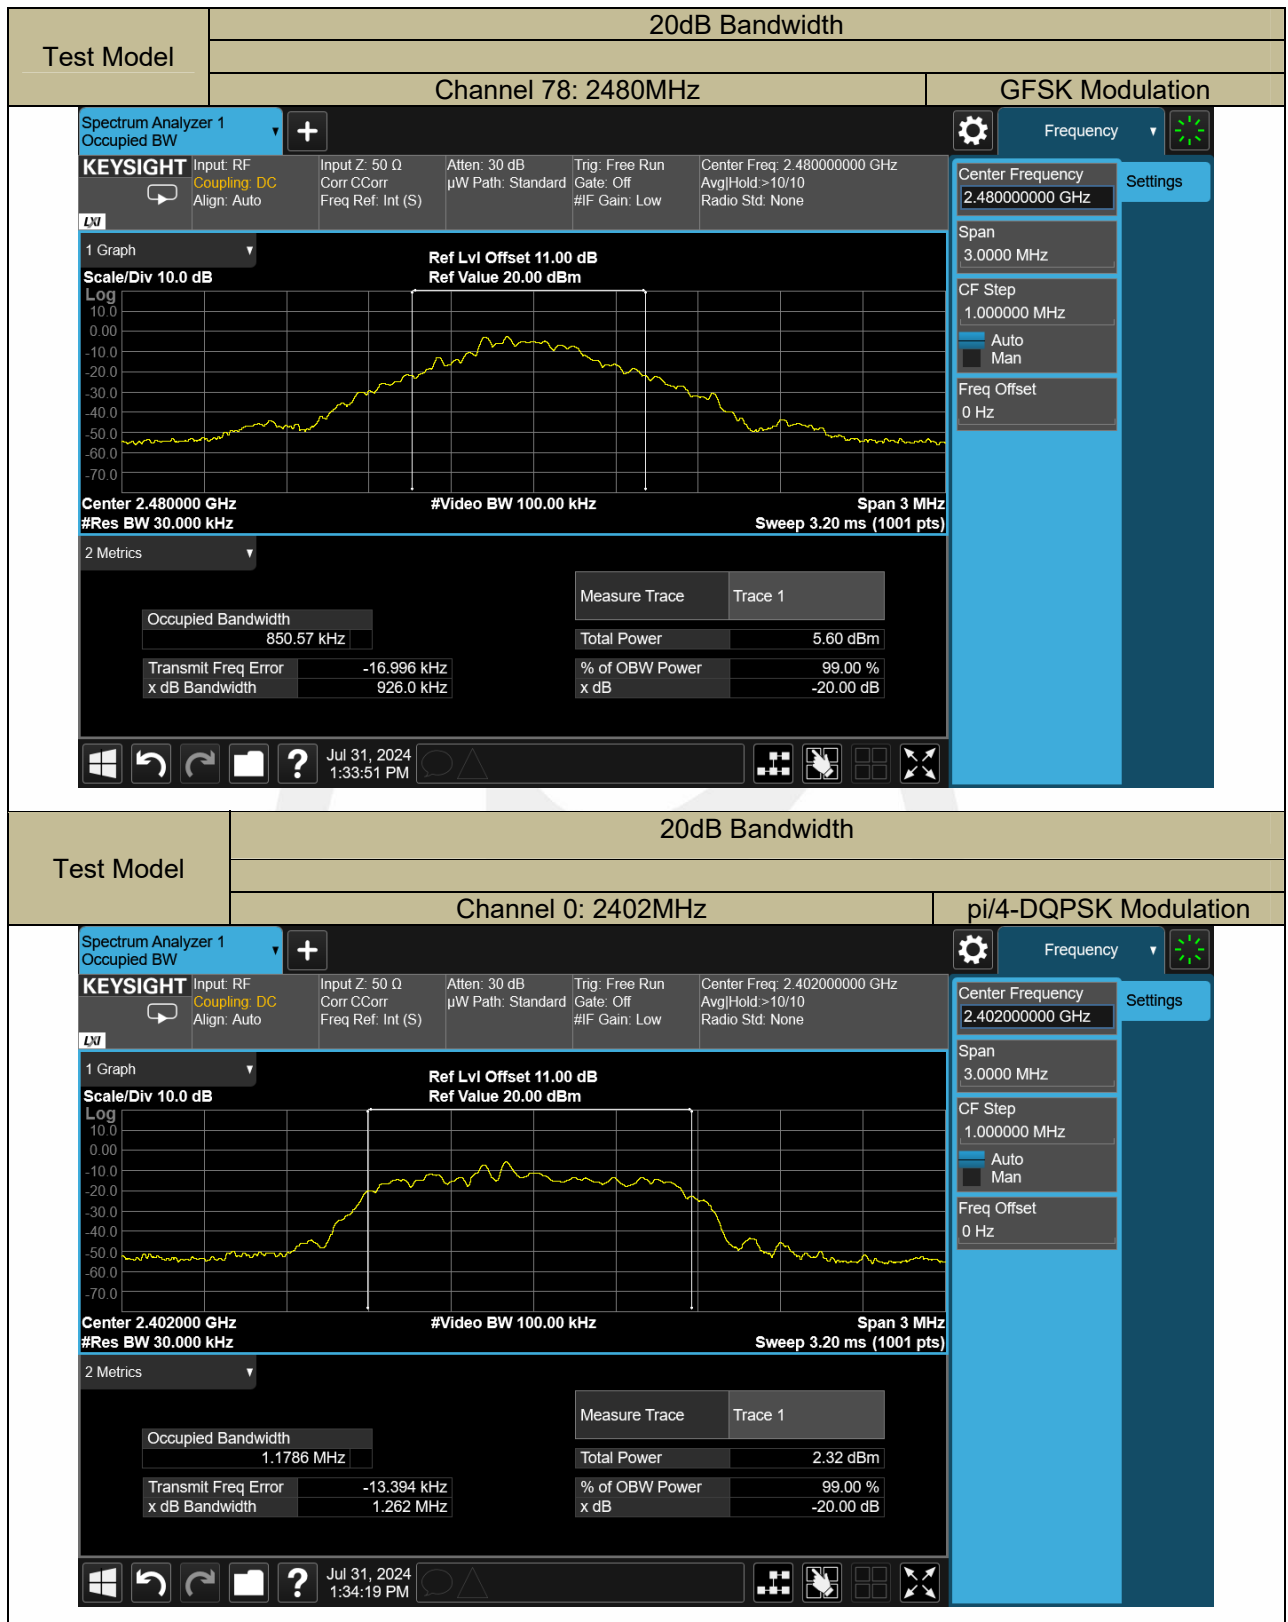 20dB Bandwidth
Test Model
Channel 78: 2480MHz GFSK Modulation
Spectrum Analyzer 1
Occupied BW
+
Frequency
KEYSIGHT
LXI
Input: RF
Coupling: DC
Align: Auto
Input Z: 50 Ω
Corr CCorr
Freq Ref: Int (S)
Atten: 30 dB
µW Path: Standard
Trig: Free Run
Gate: Off
#IF Gain: Low
Center Freq: 2.480000000 GHz
Avg|Hold:>10/10
Radio Std: None
Center Frequency
2.480000000 GHz
Settings
Span
3.0000 MHz
CF Step
1.000000 MHz
Auto
Man
Freq Offset
0 Hz
1 Graph
Scale/Div 10.0 dB
Ref Lvl Offset 11.00 dB
Ref Value 20.00 dBm
Log
10.0
0.00
-10.0
-20.0
-30.0
-40.0
-50.0
-60.0
-70.0
Center 2.480000 GHz #Video BW 100.00 kHz Span 3 MHz
#Res BW 30.000 kHz Sweep 3.20 ms (1001 pts)
2 Metrics
Measure Trace Trace 1
Occupied Bandwidth
850.57 kHz
Total Power 5.60 dBm
Transmit Freq Error -16.996 kHz
% of OBW Power 99.00 %
x dB Bandwidth 926.0 kHz
x dB -20.00 dB
?
Jul 31, 2024
1:33:51 PM
20dB Bandwidth
Test Model
Channel 0: 2402MHz pi/4-DQPSK Modulation
Spectrum Analyzer 1
Occupied BW
+
Frequency
KEYSIGHT
LXI
Input: RF
Coupling: DC
Align: Auto
Input Z: 50 Ω
Corr CCorr
Freq Ref: Int (S)
Atten: 30 dB
µW Path: Standard
Trig: Free Run
Gate: Off
#IF Gain: Low
Center Freq: 2.402000000 GHz
Avg|Hold:>10/10
Radio Std: None
Center Frequency
2.402000000 GHz
Settings
Span
3.0000 MHz
CF Step
1.000000 MHz
Auto
Man
Freq Offset
0 Hz
1 Graph
Scale/Div 10.0 dB
Ref Lvl Offset 11.00 dB
Ref Value 20.00 dBm
Log
10.0
0.00
-10.0
-20.0
-30.0
-40.0
-50.0
-60.0
-70.0
Center 2.402000 GHz #Video BW 100.00 kHz Span 3 MHz
#Res BW 30.000 kHz Sweep 3.20 ms (1001 pts)
2 Metrics
Measure Trace Trace 1
Occupied Bandwidth
1.1786 MHz
Total Power 2.32 dBm
Transmit Freq Error -13.394 kHz
% of OBW Power 99.00 %
x dB Bandwidth 1.262 MHz
x dB -20.00 dB
?
Jul 31, 2024
1:34:19 PM